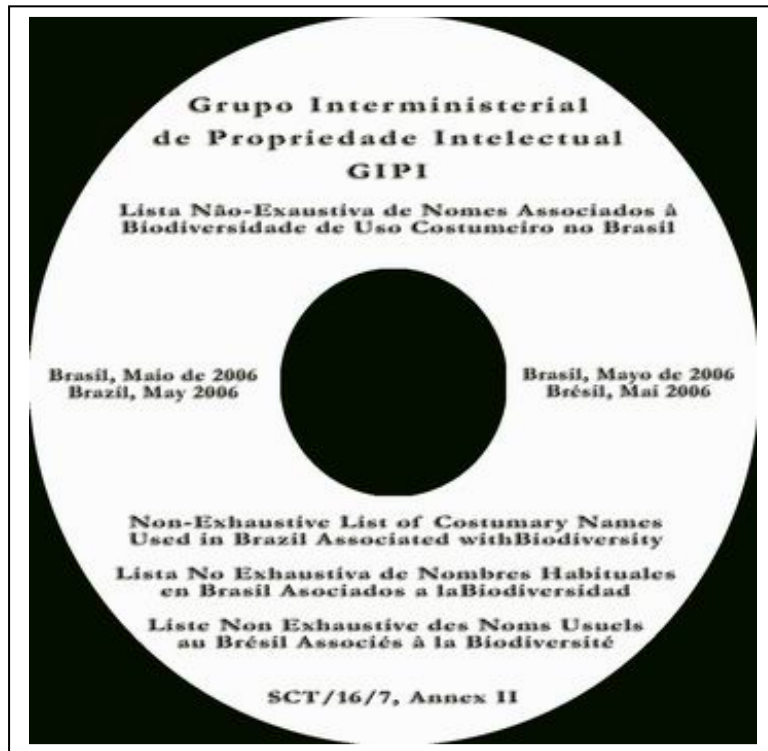 Grupo Interministerial
de Propriedade Intelectual
GIPI
Lista Não-Exaustiva de Nomes Associados à
Biodiversidade de Uso Costumeiro no Brasil
Brasil, Maio de 2006
Brazil, May 2006
Brasil, Mayo de 2006
Brésil, Mai 2006
Non-Exhaustive List of Costumary Names
Used in Brazil Associated withBiodiversity
Lista No Exhaustiva de Nombres Habituales
en Brasil Asociados a laBiodiversidad
Liste Non Exhaustive des Noms Usuels
au Brésil Associés à la Biodiversité
SCT/16/7, Annex II